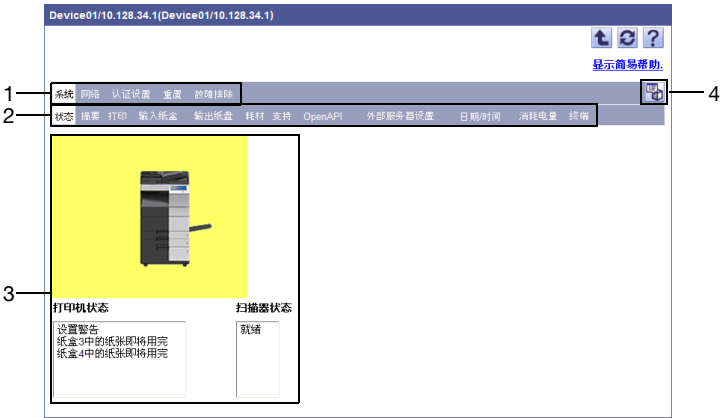 Device01/10.128.34.1(Device01/10.128.34.1)
?
显示简易帮助.
1
系统 网络 认证设置 重置 故障排除
4
2
状态 摘要 打印 输入纸盒 输出纸盘 耗材 支持 OpenAPI 外部服务器设置 日期/时间 消耗电量 终端
3
打印机状态 扫描器状态
设置警告 就绪
纸盒3中的纸张即将用完
纸盒4中的纸张即将用完